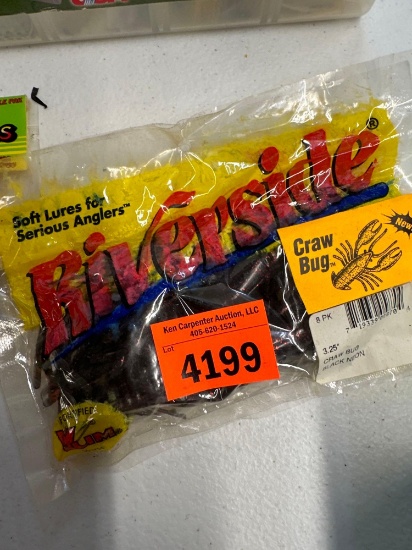 Soft Lures for
Serious Anglers™
Riverside®
Craw
Bug™
New
8 PK
3.25"
CRAW BUG
BLACK NEON
Ken Carpenter Auction, LLC
405-620-1524
Lot
4199